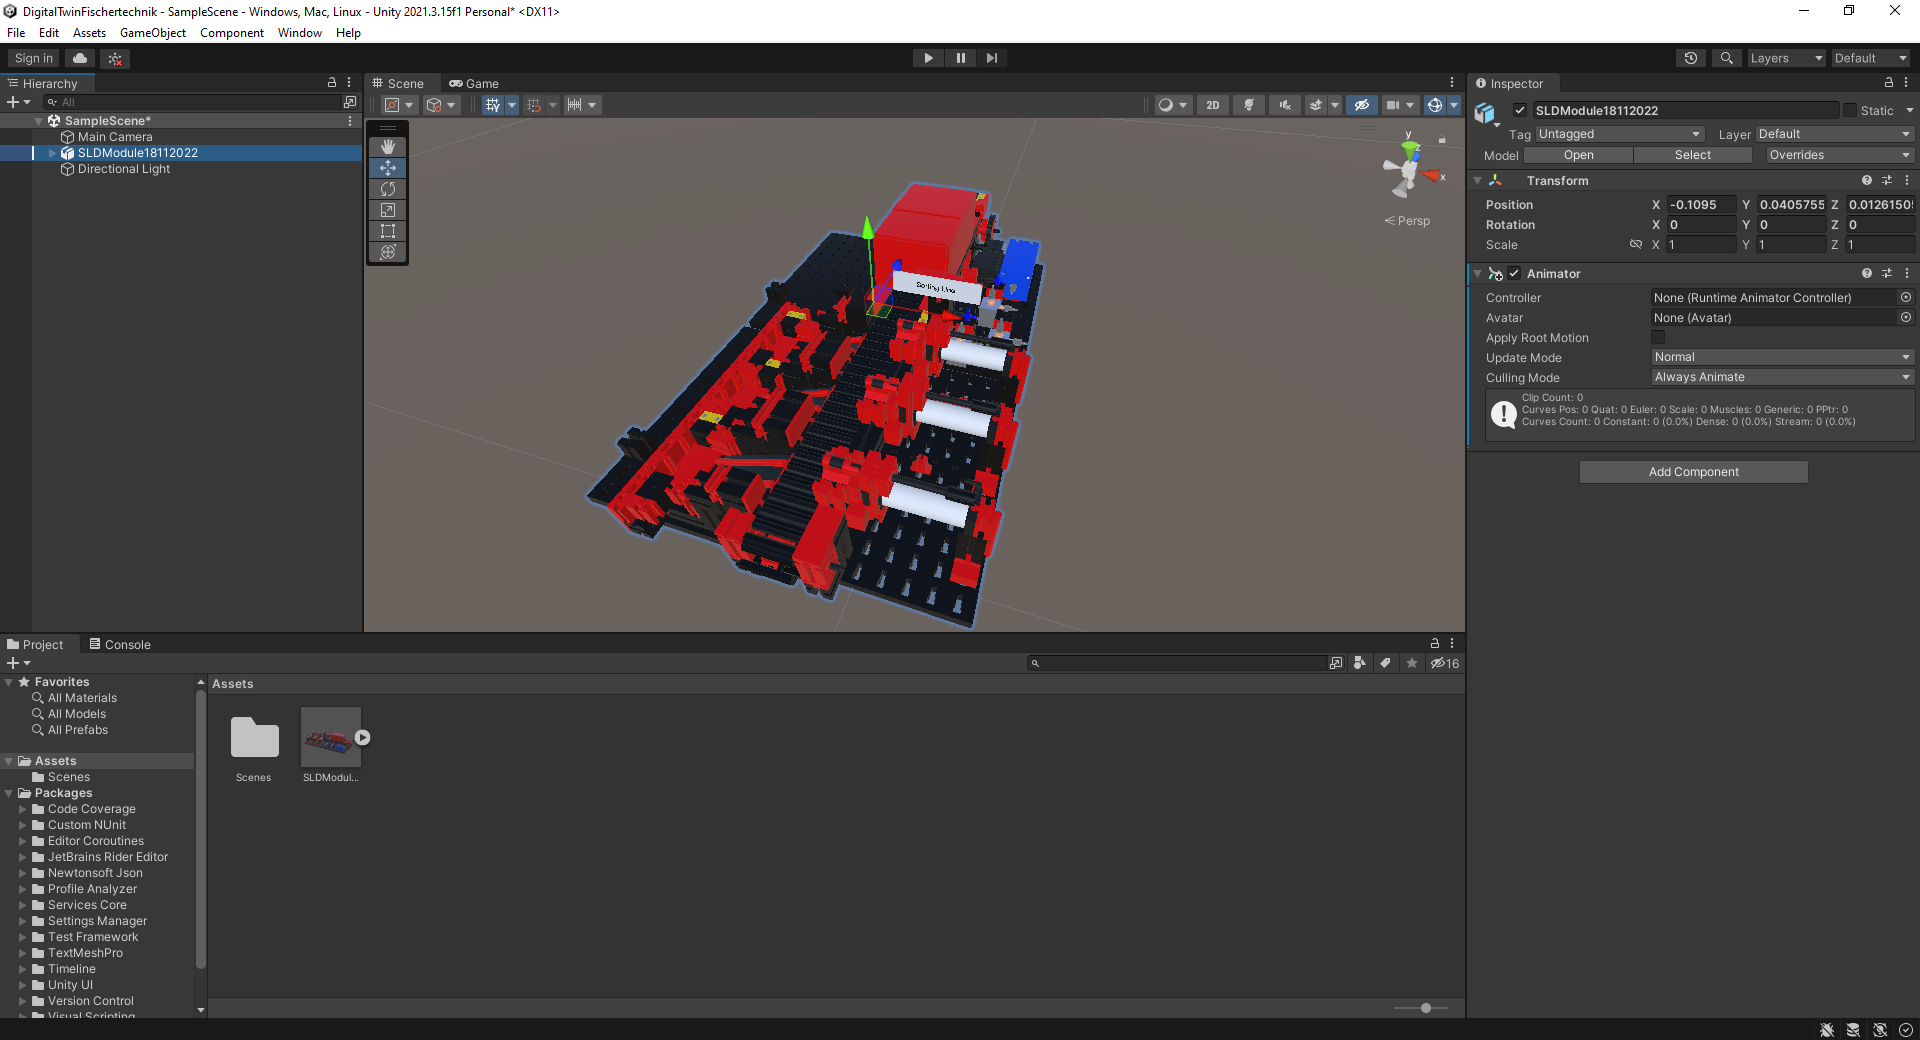 DigitalTwinFischertechnik - SampleScene - Windows, Mac, Linux - Unity 2021.3.15f1 Personal* <DX11>
File Edit Assets GameObject Component Window Help
Sign in
Layers
Default
Hierarchy
All
SampleScene*
Main Camera
SLDModule18112022
Directional Light
Scene
Game
2D
y
z
x
Persp
Sorting Line
Inspector
SLDModule18112022
Static
Tag Untagged Layer Default
Model Open Select Overrides
Transform
Position X -0.1095 Y 0.0405755 Z 0.0126150
Rotation X 0 Y 0 Z 0
Scale X 1 Y 1 Z 1
Animator
Controller None (Runtime Animator Controller)
Avatar None (Avatar)
Apply Root Motion
Update Mode Normal
Culling Mode Always Animate
Clip Count: 0
Curves Pos: 0 Quat: 0 Euler: 0 Scale: 0 Muscles: 0 Generic: 0 PPtr: 0
Curves Count: 0 Constant: 0 (0.0%) Dense: 0 (0.0%) Stream: 0 (0.0%)
Add Component
Project
Console
16
Favorites
All Materials
All Models
All Prefabs
Assets
Scenes
Packages
Code Coverage
Custom NUnit
Editor Coroutines
JetBrains Rider Editor
Newtonsoft Json
Profile Analyzer
Services Core
Settings Manager
Test Framework
TextMeshPro
Timeline
Unity UI
Version Control
Visual Scripting
Assets
Scenes
SLDModul...